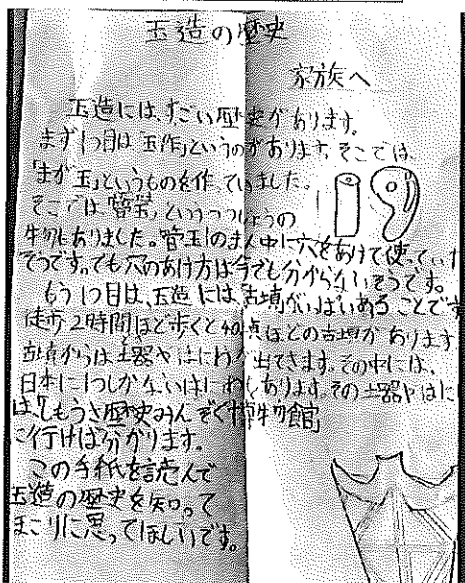 玉造の歴史
家族へ
玉造には、すごい歴史があります。
まず1つ目は「玉作」というのがあります。そこでは
「まが玉」というものを作っていました。
そこでは「管玉」というつつじょうの
物もありました。管玉のまん中に穴をあけて使っていた
そうです。でも穴のあけ方は今でも分からないそうです。
もう1つ目は、玉造には、古墳がいっぱいあることです
徒歩2時間ほど歩くと40点ほどの古墳があります
古墳からは土器やはにわが出てきます。その中には、
日本に1つしかないはにわもあります。その土器やはに
は、「しもうさ歴史みんぞく博物館」
に行けば分かります。
この手紙を読んで
玉造の歴史を知って
ほこりに思ってほしいです。